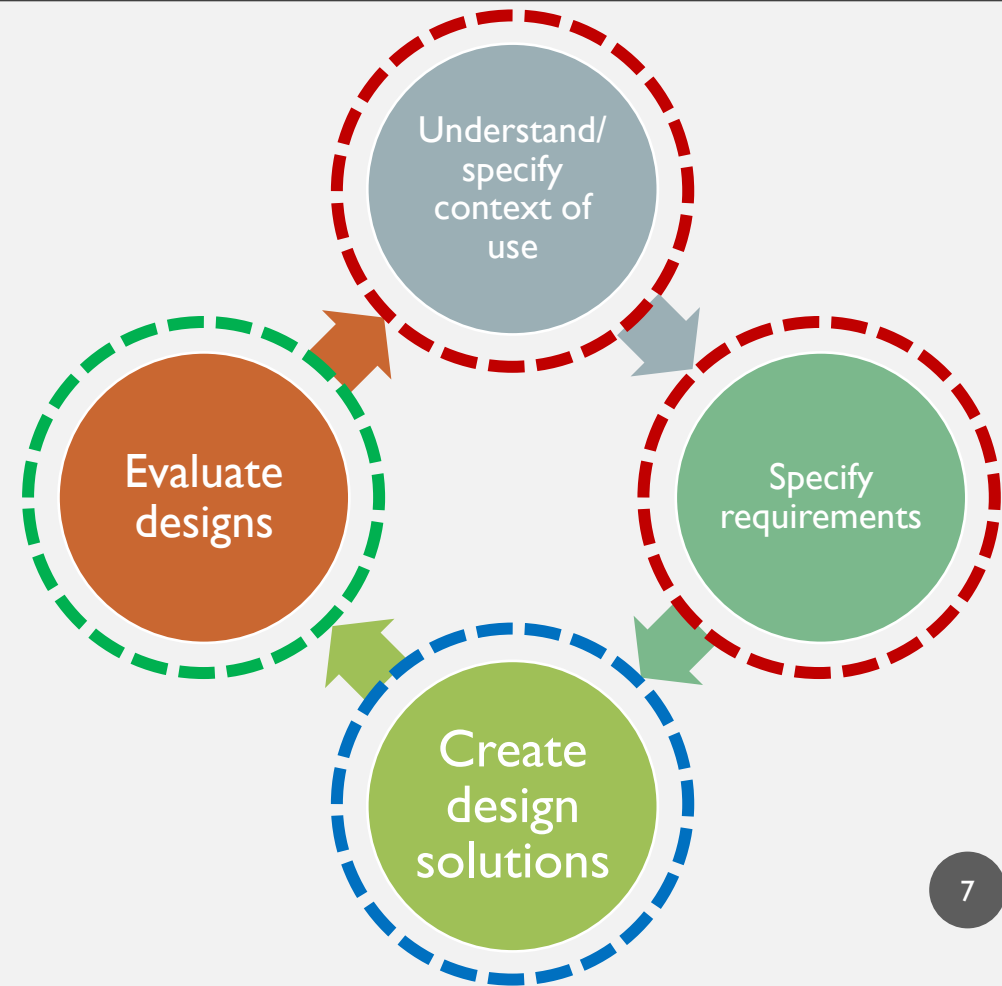 Understand/
specify
context of
use
Specify
requirements
Create
design
solutions
Evaluate
designs
7